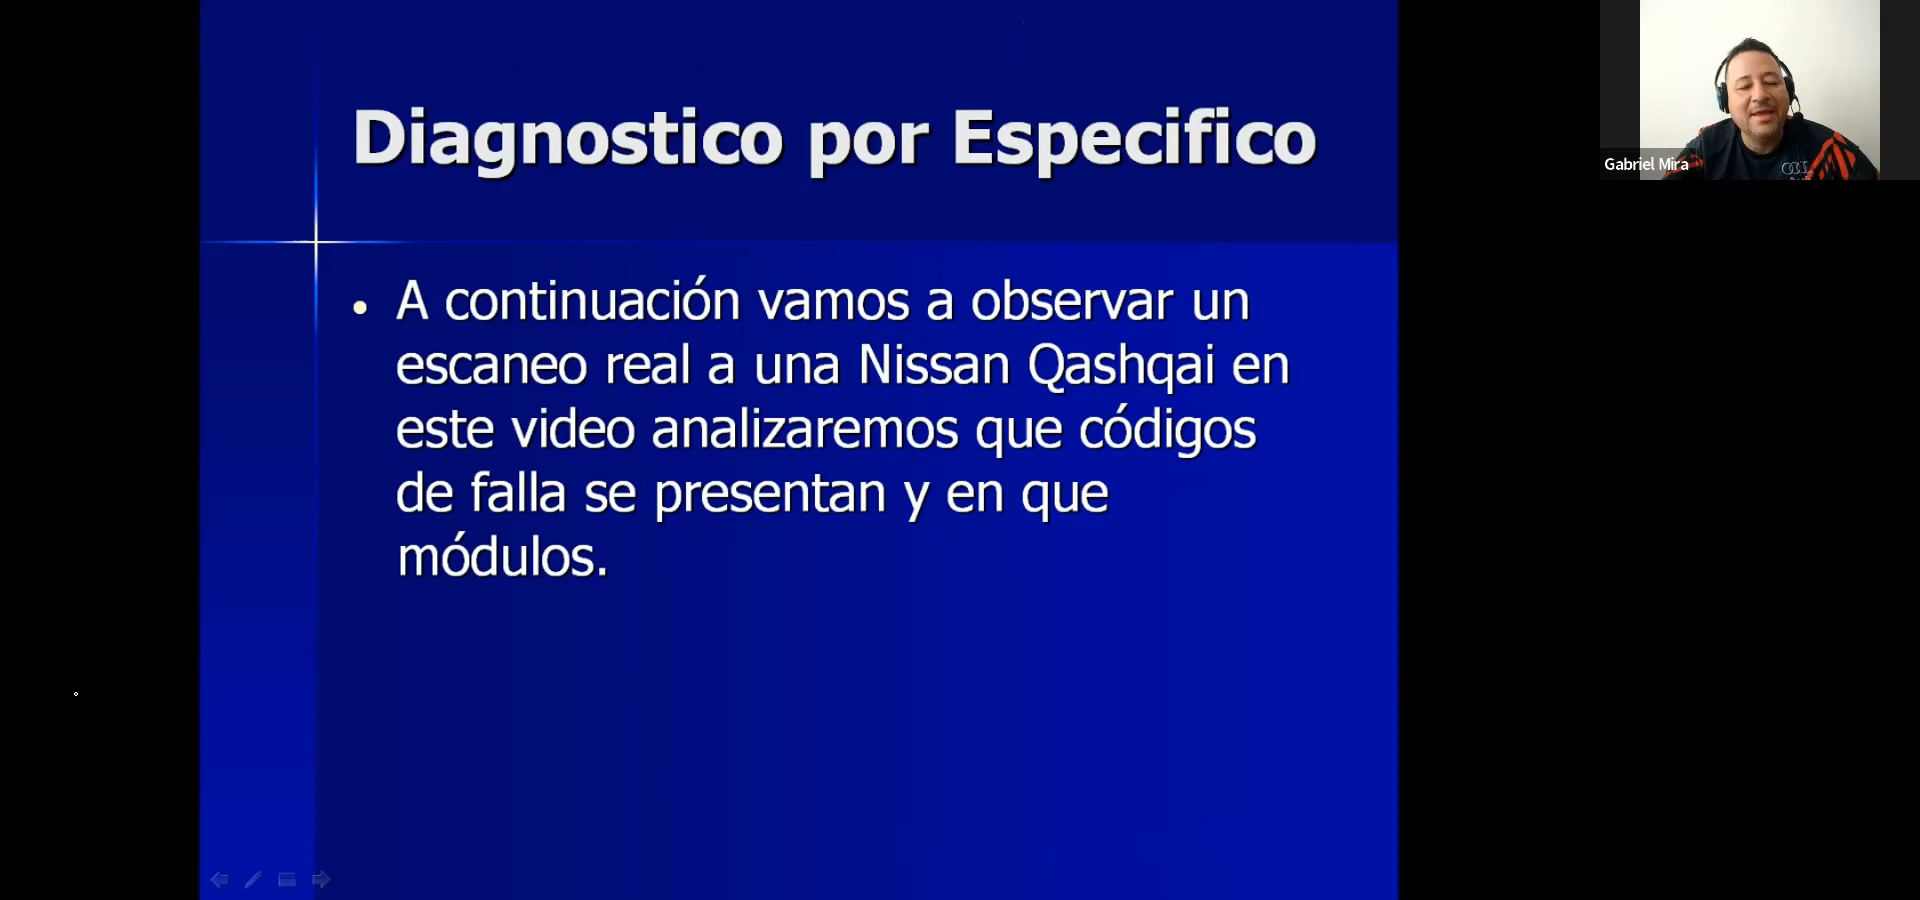 Diagnostico por Especifico
• A continuación vamos a observar un
escaneo real a una Nissan Qashqai en
este video analizaremos que códigos
de falla se presentan y en que
módulos.
Gabriel Mira